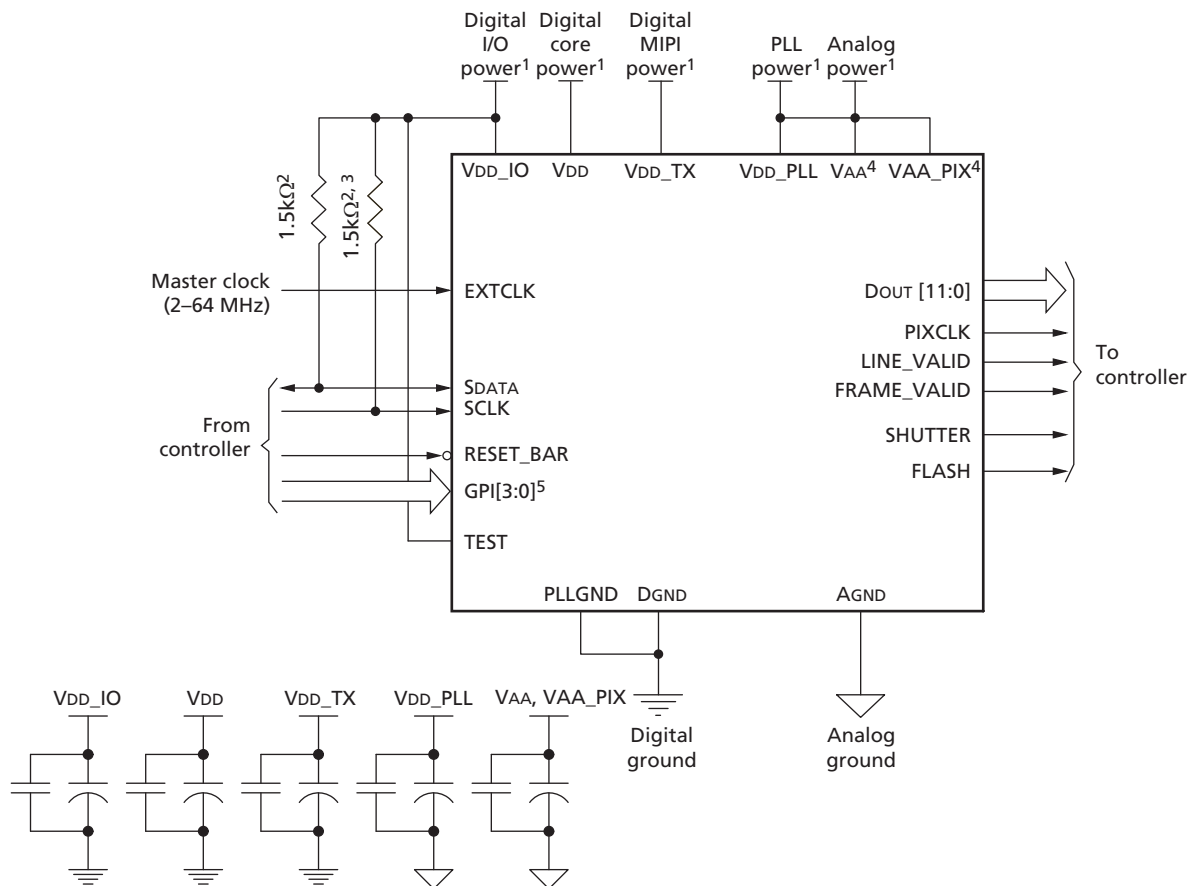 Digital I/O power¹
Digital core power¹
Digital MIPI power¹
PLL power¹
Analog power¹
VDD_IO
VDD
VDD_TX
VDD_PLL
VAA⁴
VAA_PIX⁴
1.5kΩ²
1.5kΩ²˒ ³
Master clock
(2–64 MHz)
EXTCLK
DOUT [11:0]
PIXCLK
LINE_VALID
FRAME_VALID
SHUTTER
FLASH
To
controller
From
controller
SDATA
SCLK
RESET_BAR
GPI[3:0]⁵
TEST
PLLGND
DGND
AGND
Digital
ground
Analog
ground
VDD_IO
VDD
VDD_TX
VDD_PLL
VAA, VAA_PIX